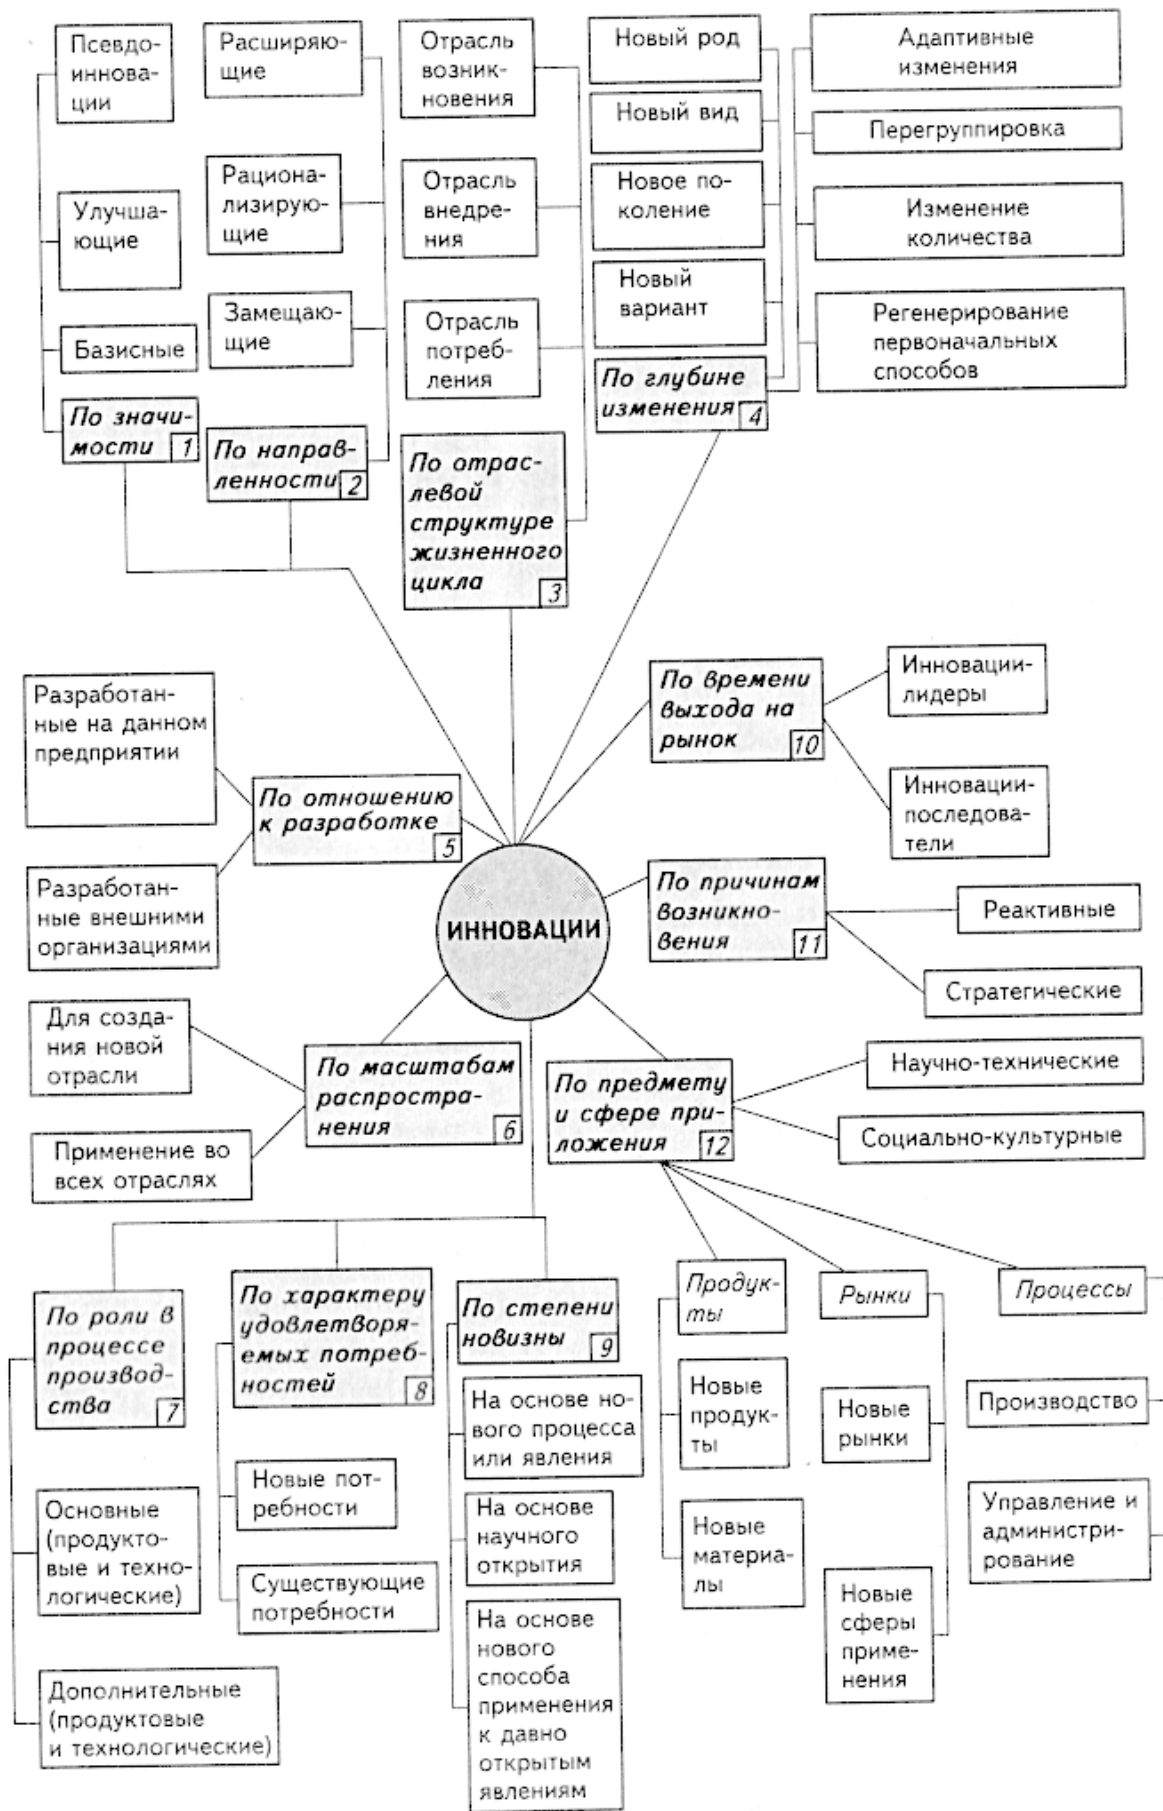 Псевдо-
иннова-
ции
Улучша-
ющие
Базисные
По значи-
мости 1
Расширяю-
щие
Рациона-
лизирую-
щие
Замещаю-
щие
По направ-
ленности 2
Отрасль
возник-
новения
Отрасль
внедре-
ния
Отрасль
потреб-
ления
По отрас-
левой
структуре
жизненного
цикла
3
Новый род
Новый вид
Новое по-
коление
Новый
вариант
По глубине
изменения 4
Адаптивные
изменения
Перегруппировка
Изменение
количества
Регенерирование
первоначальных
способов
Разработан-
ные на данном
предприятии
Разработан-
ные внешними
организациями
По отношению
к разработке
5
По времени
выхода на
рынок 10
Инновации-
лидеры
Инновации-
последова-
тели
ИННОВАЦИИ
По причинам
возникно-
вения 11
Реактивные
Стратегические
Для созда-
ния новой
отрасли
Применение во
всех отраслях
По масштабам
распростра-
нения 6
По предмету
и сфере при-
ложения 12
Научно-технические
Социально-культурные
По роли в
процессе
производ-
ства 7
Основные
(продукто-
вые и техно-
логические)
Дополнительные
(продуктовые
и технологические)
По характеру
удовлетворя-
емых потреб-
ностей 8
Новые пот-
ребности
Существующие
потребности
По степени
новизны 9
На основе но-
вого процесса
или явления
На основе
научного
открытия
На основе
нового
способа
применения
к давно
открытым
явлениям
Продук-
ты
Новые
продук-
ты
Новые
материа-
лы
Рынки
Новые
рынки
Новые
сферы
приме-
нения
Процессы
Производство
Управление и
администри-
рование